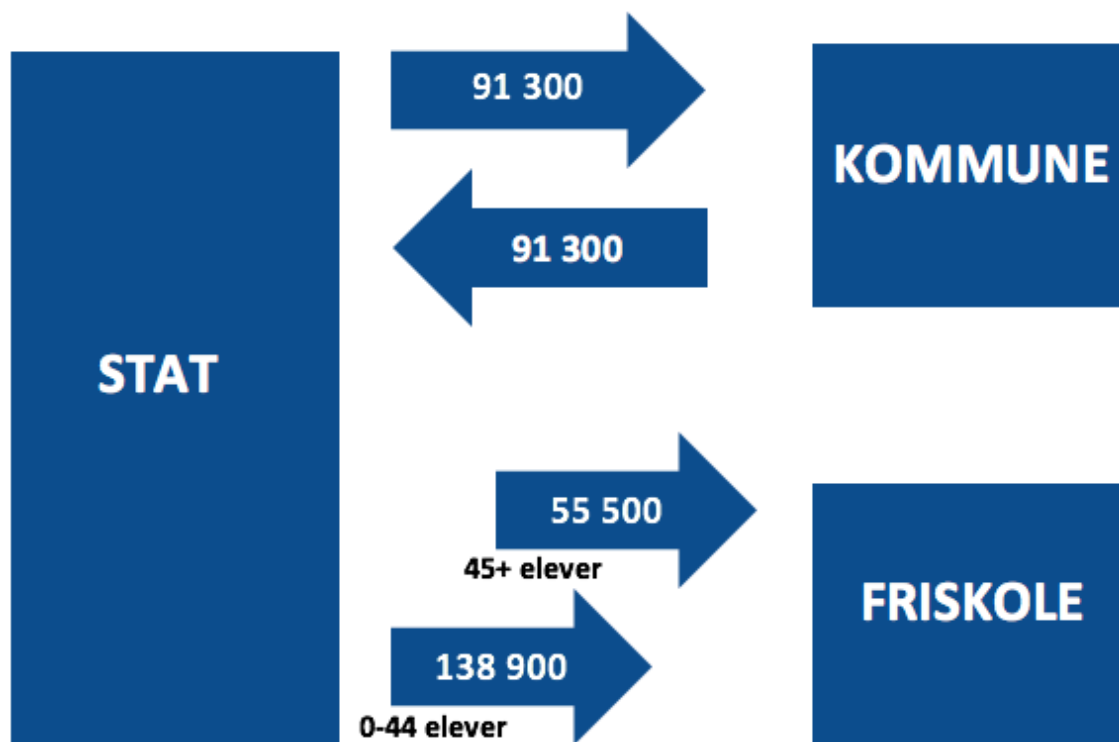 91 300
KOMMUNE
91 300
STAT
55 500
45+ elever
FRISKOLE
138 900
0-44 elever